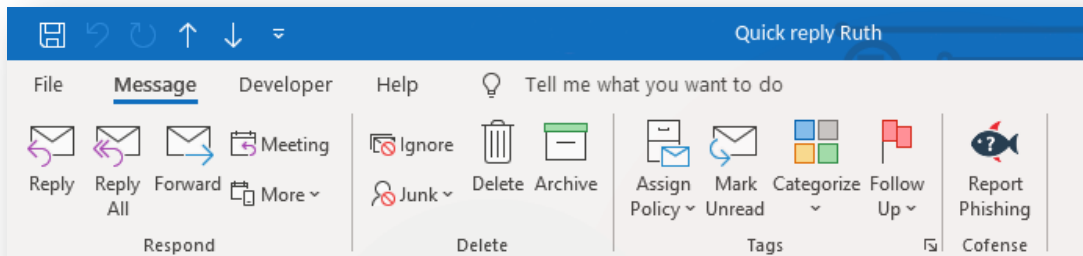 Quick reply Ruth
File Message Developer Help Tell me what you want to do
Meeting Ignore
Reply Reply All Forward More Junk Delete Archive Assign Policy Mark Unread Categorize Follow Up Report Phishing
Respond Delete Tags Cofense